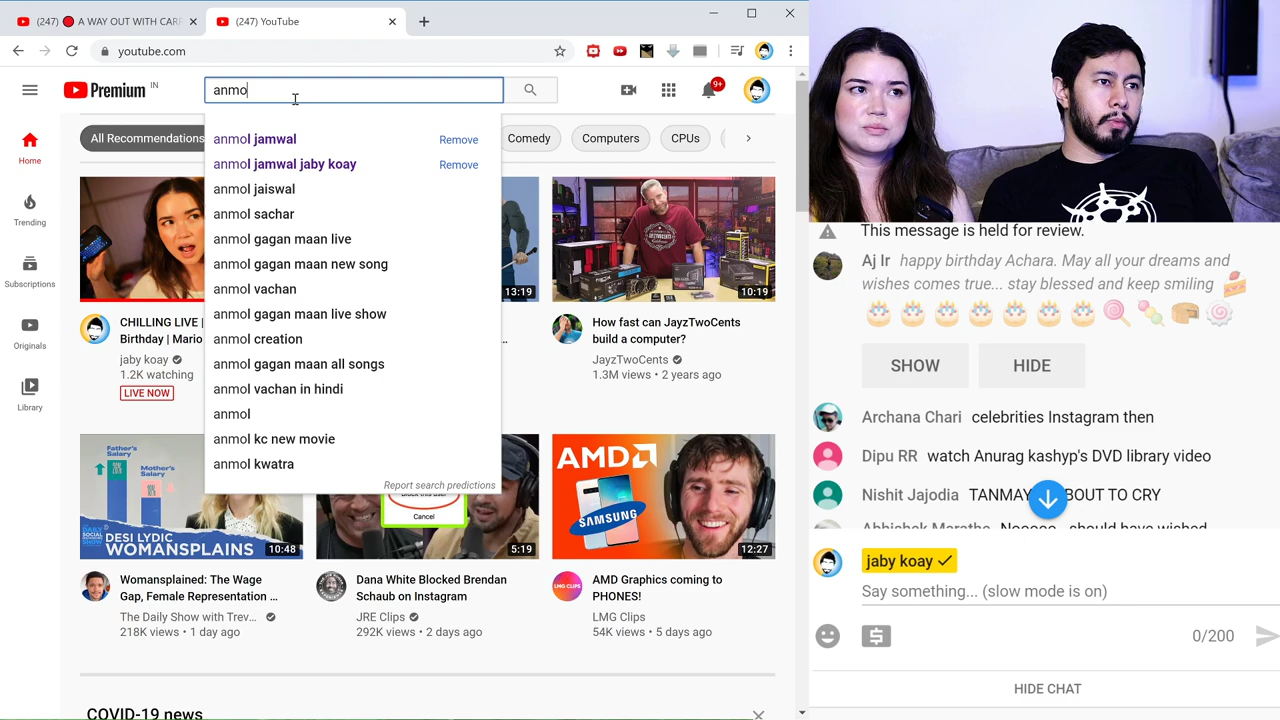 (247) 🔴 A WAY OUT WITH CARR
(247) YouTube
youtube.com
Premium IN
anmo
9+
Home
Trending
Subscriptions
Originals
Library
All Recommendations
Comedy
Computers
CPUs
anmol jamwal Remove
anmol jamwal jaby koay Remove
anmol jaiswal
anmol sachar
anmol gagan maan live
anmol gagan maan new song
anmol vachan
anmol gagan maan live show
anmol creation
anmol gagan maan all songs
anmol vachan in hindi
anmol
anmol kc new movie
anmol kwatra
Report search predictions
13:19
10:19
CHILLING LIVE |
Birthday | Mario
jaby koay
1.2K watching
LIVE NOW
How fast can JayzTwoCents
build a computer?
JayzTwoCents
1.3M views • 2 years ago
Father's
Salary
Mother's
Salary
DESI LYDIC
WOMANSPLAINS
10:48
Cancel
5:19
AMD
SAMSUNG
12:27
Womansplained: The Wage
Gap, Female Representation ...
The Daily Show with Trev...
218K views • 1 day ago
Dana White Blocked Brendan
Schaub on Instagram
JRE Clips
292K views • 2 days ago
LMG CLIPS
AMD Graphics coming to
PHONES!
LMG Clips
54K views • 5 days ago
COVID-19 news
This message is held for review.
Aj Ir happy birthday Achara. May all your dreams and
wishes comes true... stay blessed and keep smiling 🍰
🎂🎂🎂🎂🎂🎂🎂🍭🍡🍞🍥
SHOW
HIDE
Archana Chari celebrities Instagram then
Dipu RR watch Anurag kashyp's DVD library video
Nishit Jajodia TANMAY BOUT TO CRY
Abhishek Marathe should have wished
jaby koay
Say something... (slow mode is on)
0/200
HIDE CHAT